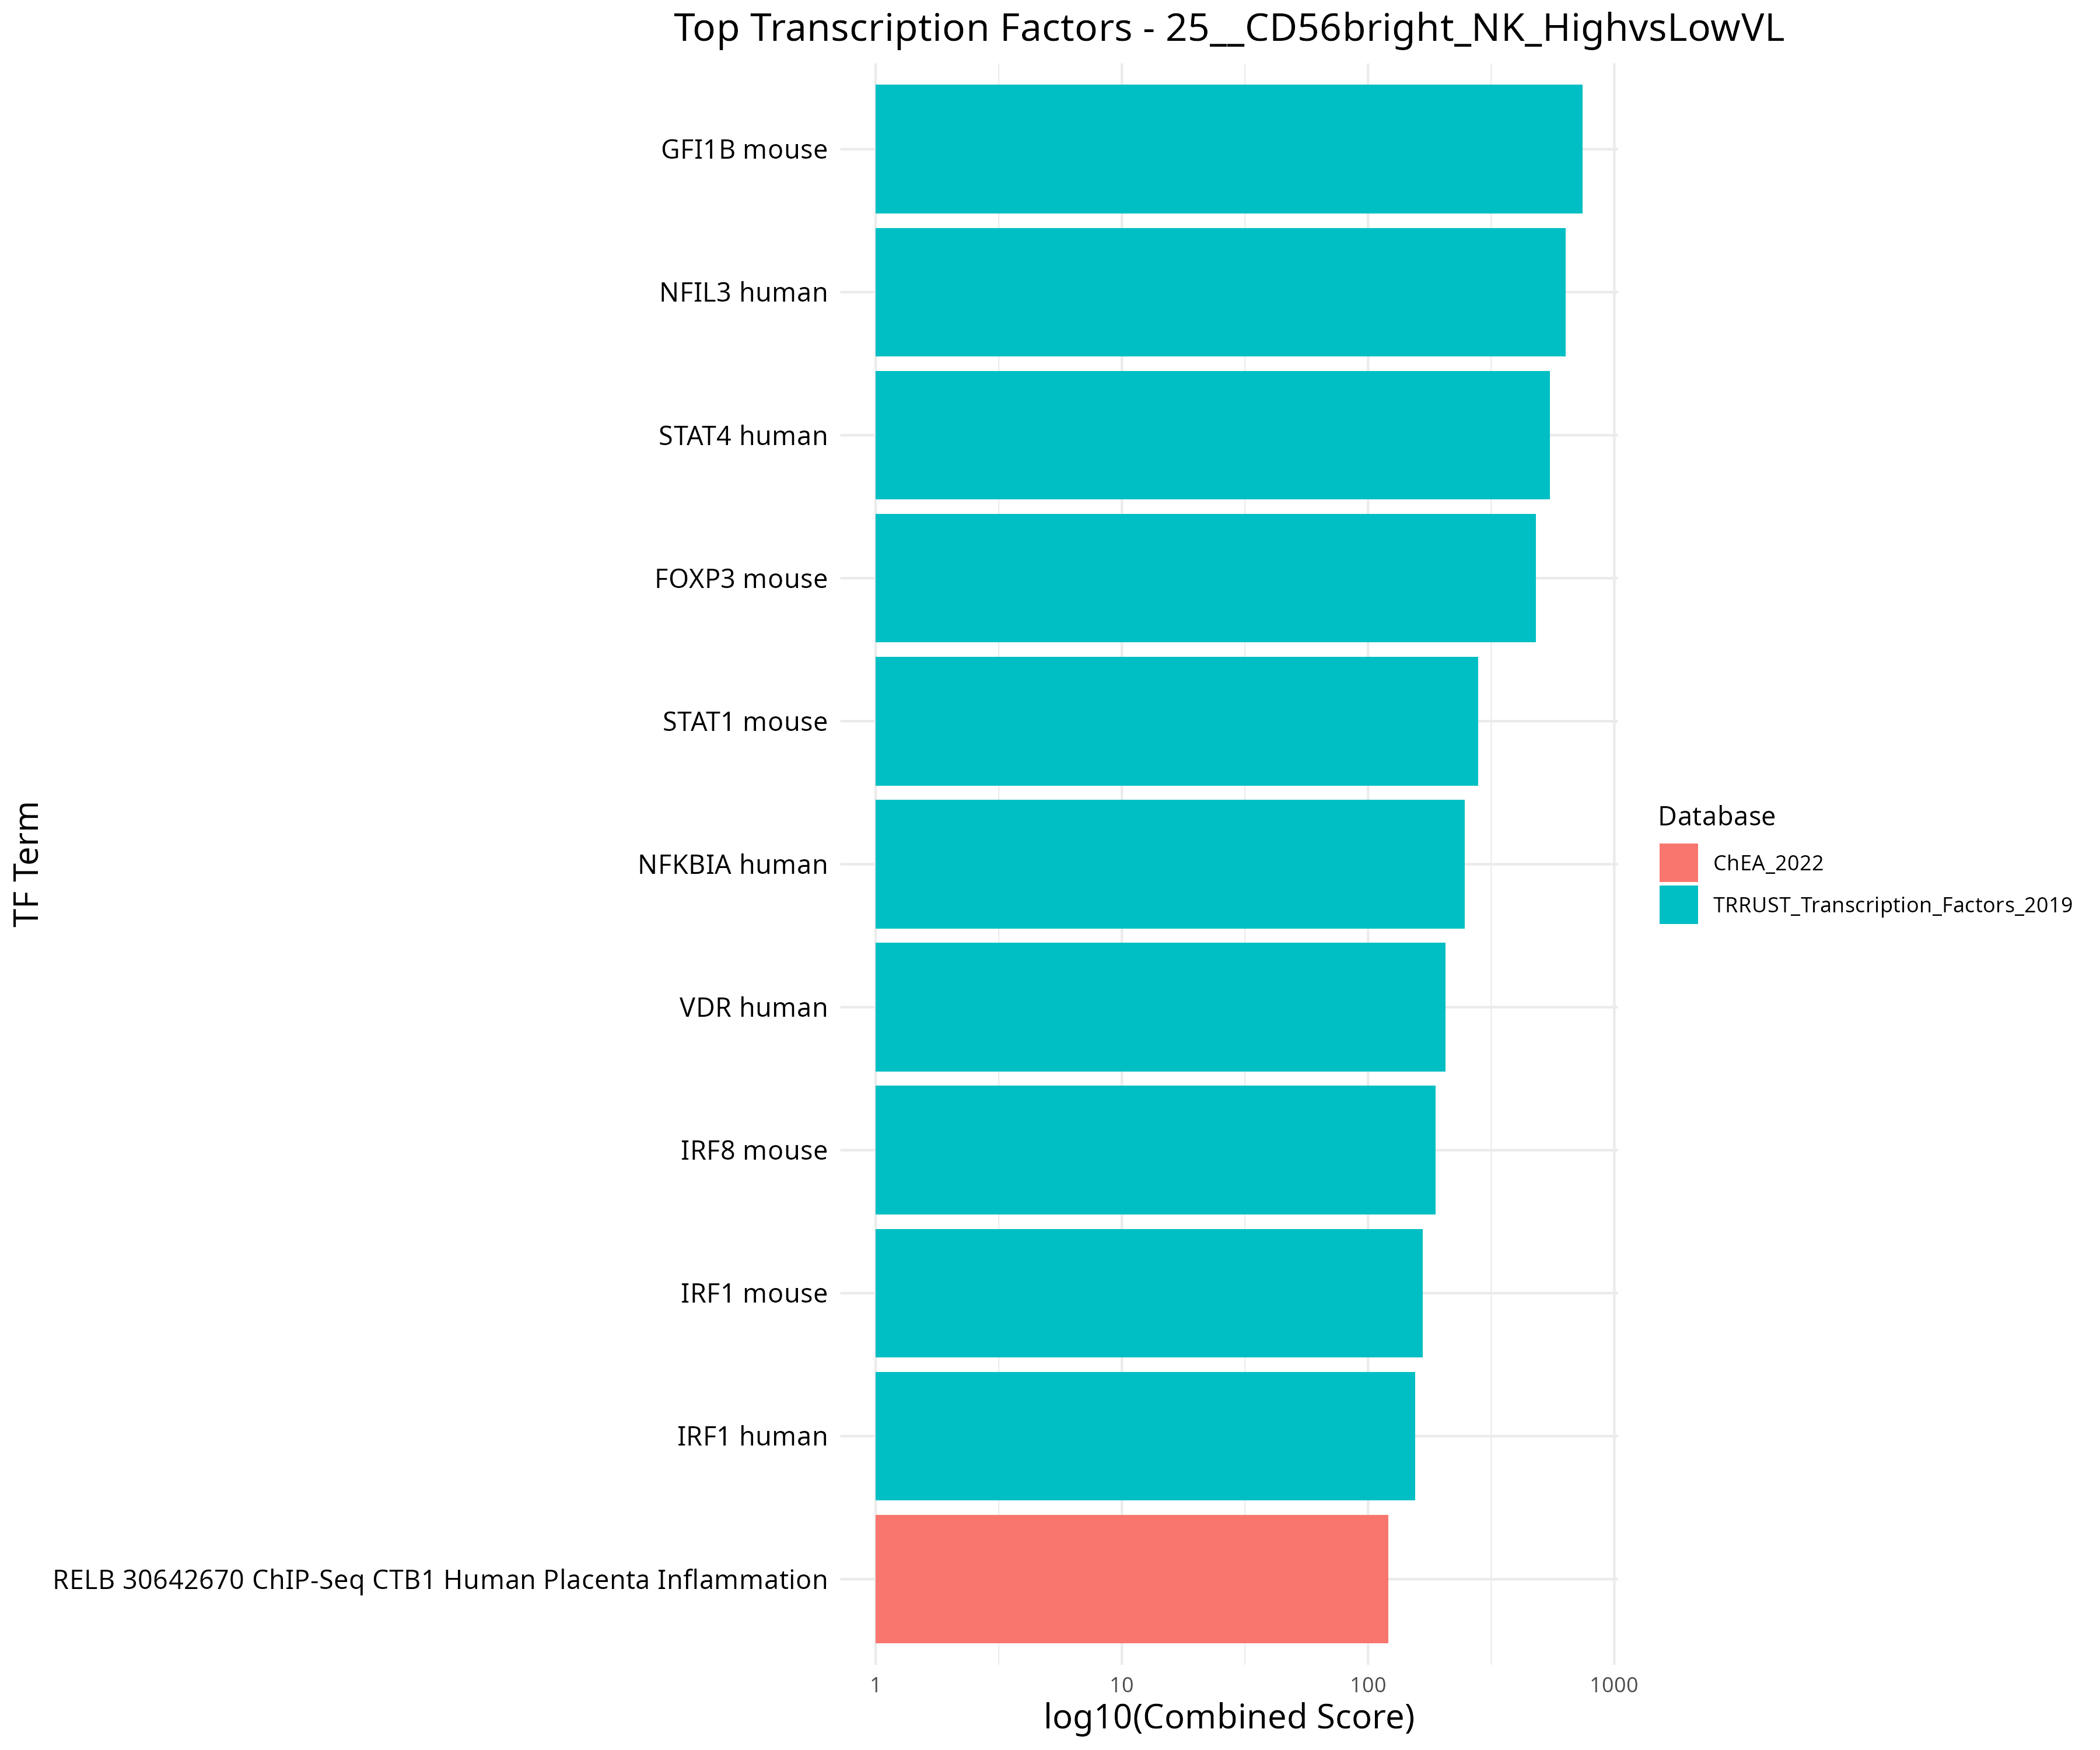 Top Transcription Factors - 25__CD56bright_NK_HighvsLowVL
TF Term
GFI1B mouse
NFIL3 human
STAT4 human
FOXP3 mouse
STAT1 mouse
NFKBIA human
VDR human
IRF8 mouse
IRF1 mouse
IRF1 human
RELB 30642670 ChIP-Seq CTB1 Human Placenta Inflammation
1 10 100 1000
log10(Combined Score)
Database
ChEA_2022
TRRUST_Transcription_Factors_2019